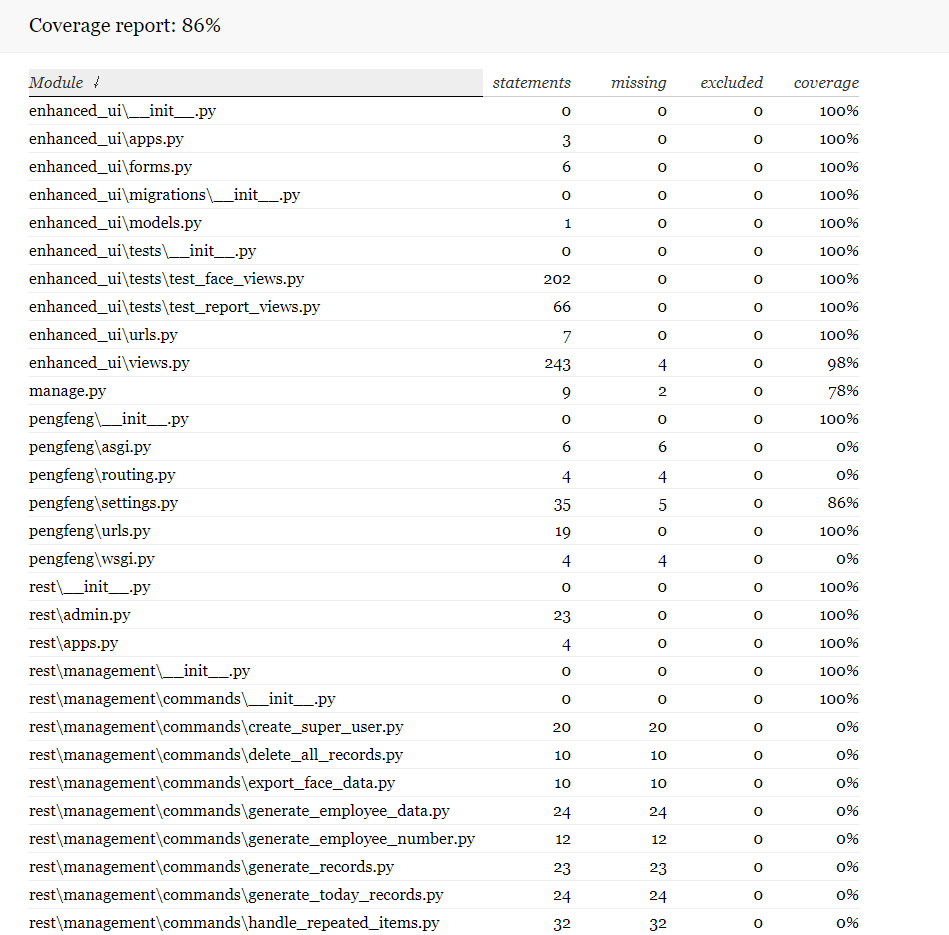 Coverage report: 86%
Module ↓ statements missing excluded coverage
enhanced_ui\__init__.py 0 0 0 100%
enhanced_ui\apps.py 3 0 0 100%
enhanced_ui\forms.py 6 0 0 100%
enhanced_ui\migrations\__init__.py 0 0 0 100%
enhanced_ui\models.py 1 0 0 100%
enhanced_ui\tests\__init__.py 0 0 0 100%
enhanced_ui\tests\test_face_views.py 202 0 0 100%
enhanced_ui\tests\test_report_views.py 66 0 0 100%
enhanced_ui\urls.py 7 0 0 100%
enhanced_ui\views.py 243 4 0 98%
manage.py 9 2 0 78%
pengfeng\__init__.py 0 0 0 100%
pengfeng\asgi.py 6 6 0 0%
pengfeng\routing.py 4 4 0 0%
pengfeng\settings.py 35 5 0 86%
pengfeng\urls.py 19 0 0 100%
pengfeng\wsgi.py 4 4 0 0%
rest\__init__.py 0 0 0 100%
rest\admin.py 23 0 0 100%
rest\apps.py 4 0 0 100%
rest\management\__init__.py 0 0 0 100%
rest\management\commands\__init__.py 0 0 0 100%
rest\management\commands\create_super_user.py 20 20 0 0%
rest\management\commands\delete_all_records.py 10 10 0 0%
rest\management\commands\export_face_data.py 10 10 0 0%
rest\management\commands\generate_employee_data.py 24 24 0 0%
rest\management\commands\generate_employee_number.py 12 12 0 0%
rest\management\commands\generate_records.py 23 23 0 0%
rest\management\commands\generate_today_records.py 24 24 0 0%
rest\management\commands\handle_repeated_items.py 32 32 0 0%